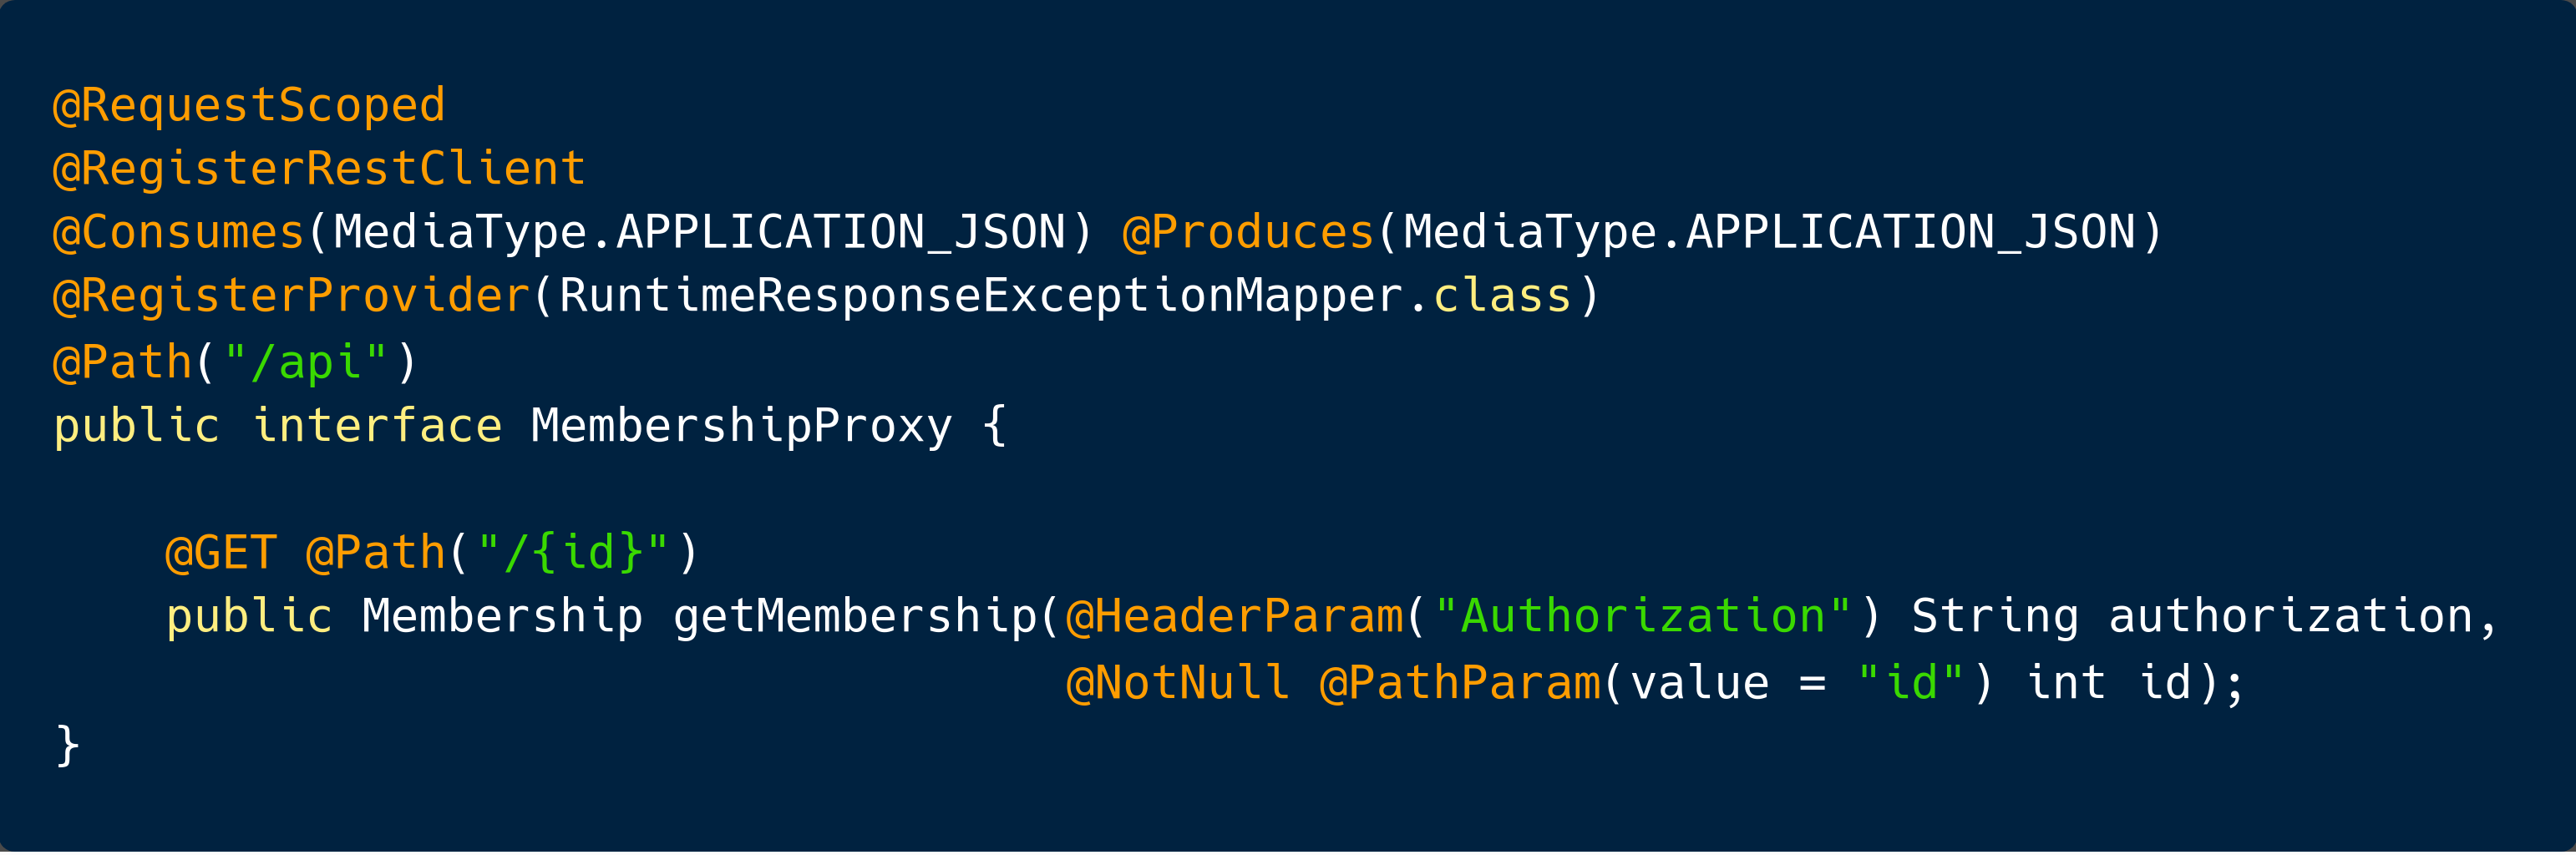 @RequestScoped
@RegisterRestClient
@Consumes(MediaType.APPLICATION_JSON) @Produces(MediaType.APPLICATION_JSON)
@RegisterProvider(RuntimeResponseExceptionMapper.class)
@Path("/api")
public interface MembershipProxy {
@GET @Path("/{id}")
public Membership getMembership(@HeaderParam("Authorization") String authorization,
@NotNull @PathParam(value = "id") int id);
}